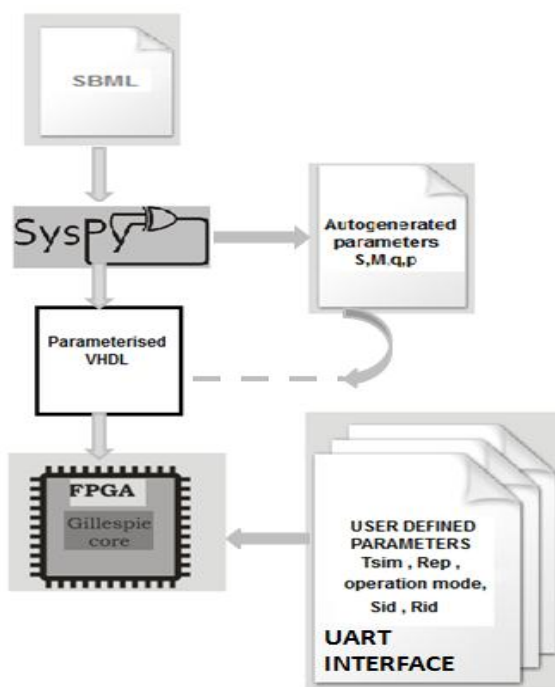 SBML
SysPy
Autogenerated
parameters
S,M,q,p
Parameterised
VHDL
FPGA
Gillespie
core
USER DEFINED
PARAMETERS
Tsim , Rep ,
operation mode,
Sid , Rid
UART
INTERFACE